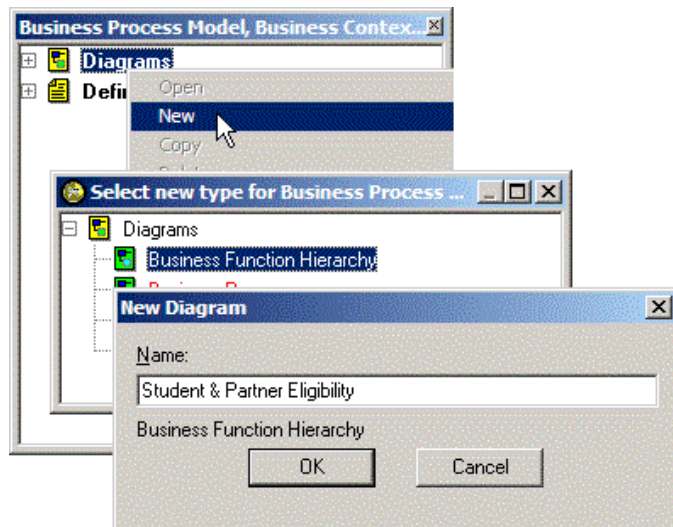 Business Process Model, Business Contex...
Diagrams
Open
New
Copy
Select new type for Business Process ...
Diagrams
Business Function Hierarchy
New Diagram
Name:
Student & Partner Eligibility
Business Function Hierarchy
OK Cancel